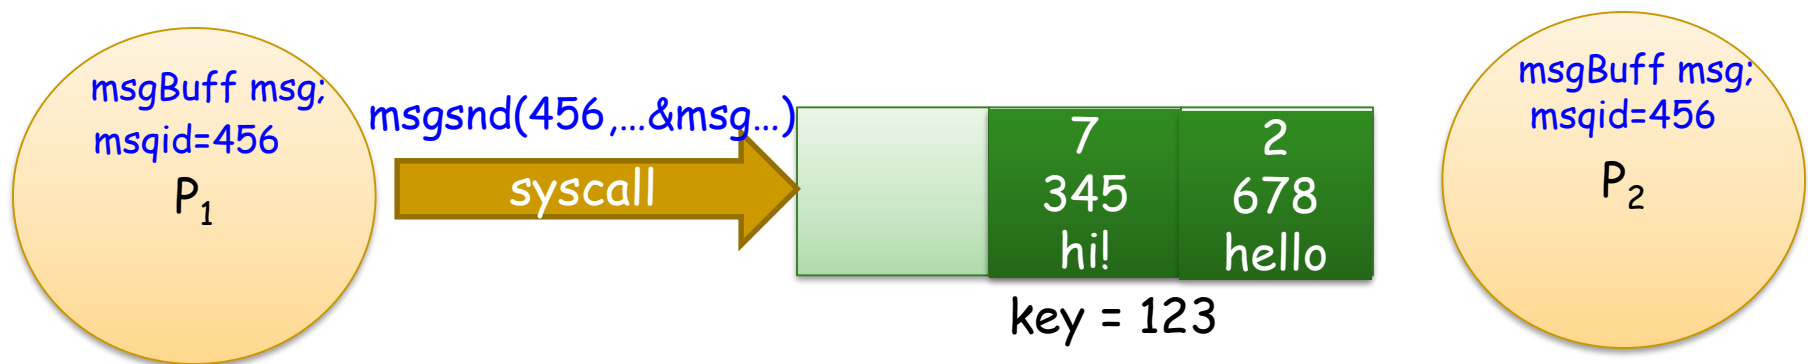 msgBuff msg;
msqid=456
P1
msgsnd(456,…&msg…)
syscall
7
345
hi!
2
678
hello
key = 123
msgBuff msg;
msqid=456
P2